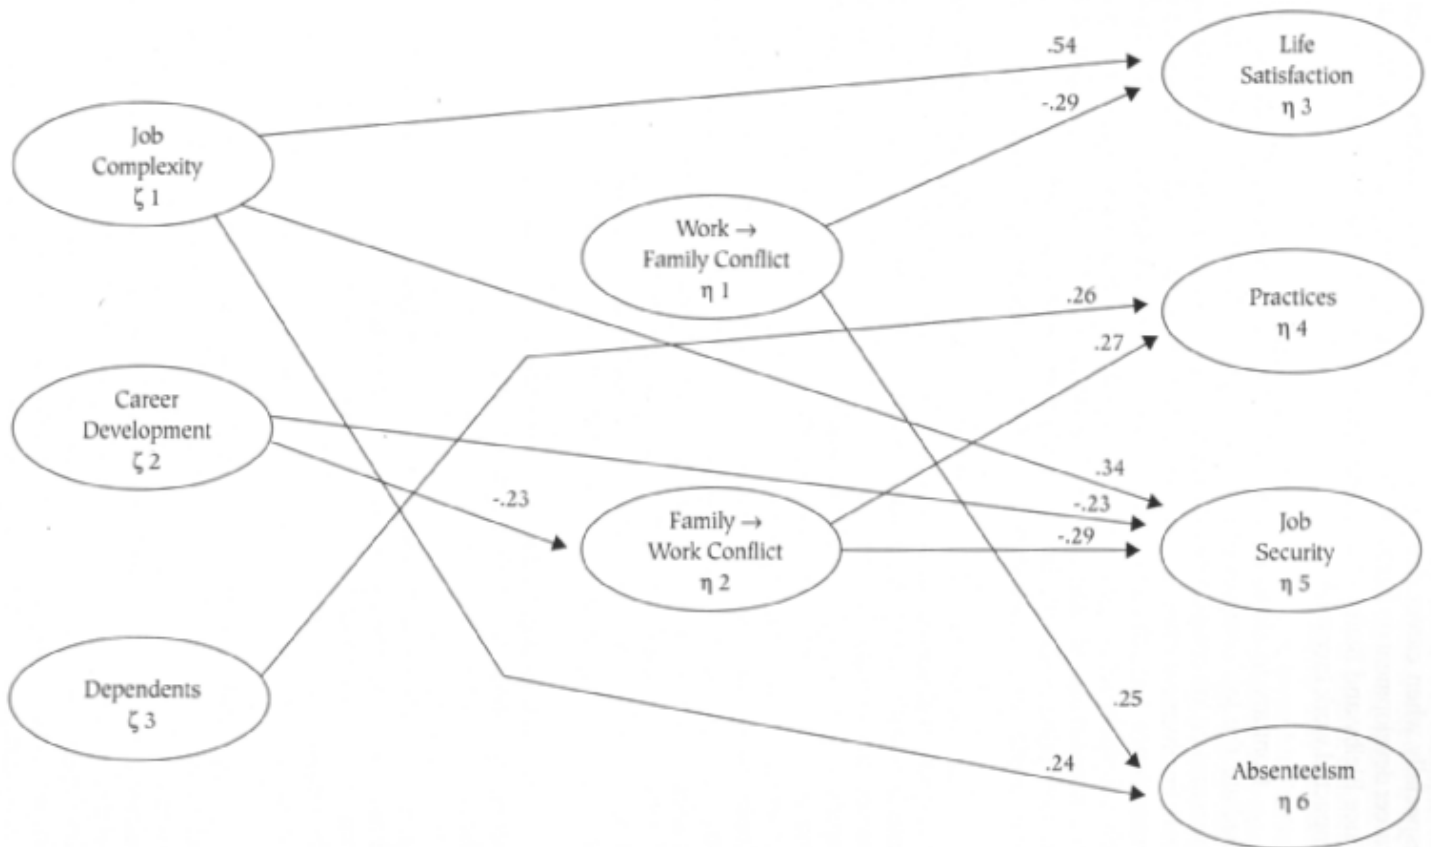 Job
Complexity
ζ 1
Career
Development
ζ 2
Dependents
ζ 3
Work →
Family Conflict
η 1
Family →
Work Conflict
η 2
Life
Satisfaction
η 3
Practices
η 4
Job
Security
η 5
Absenteeism
η 6
.54
-.29
.26
.27
.34
-.23
-.23
-.29
.25
.24